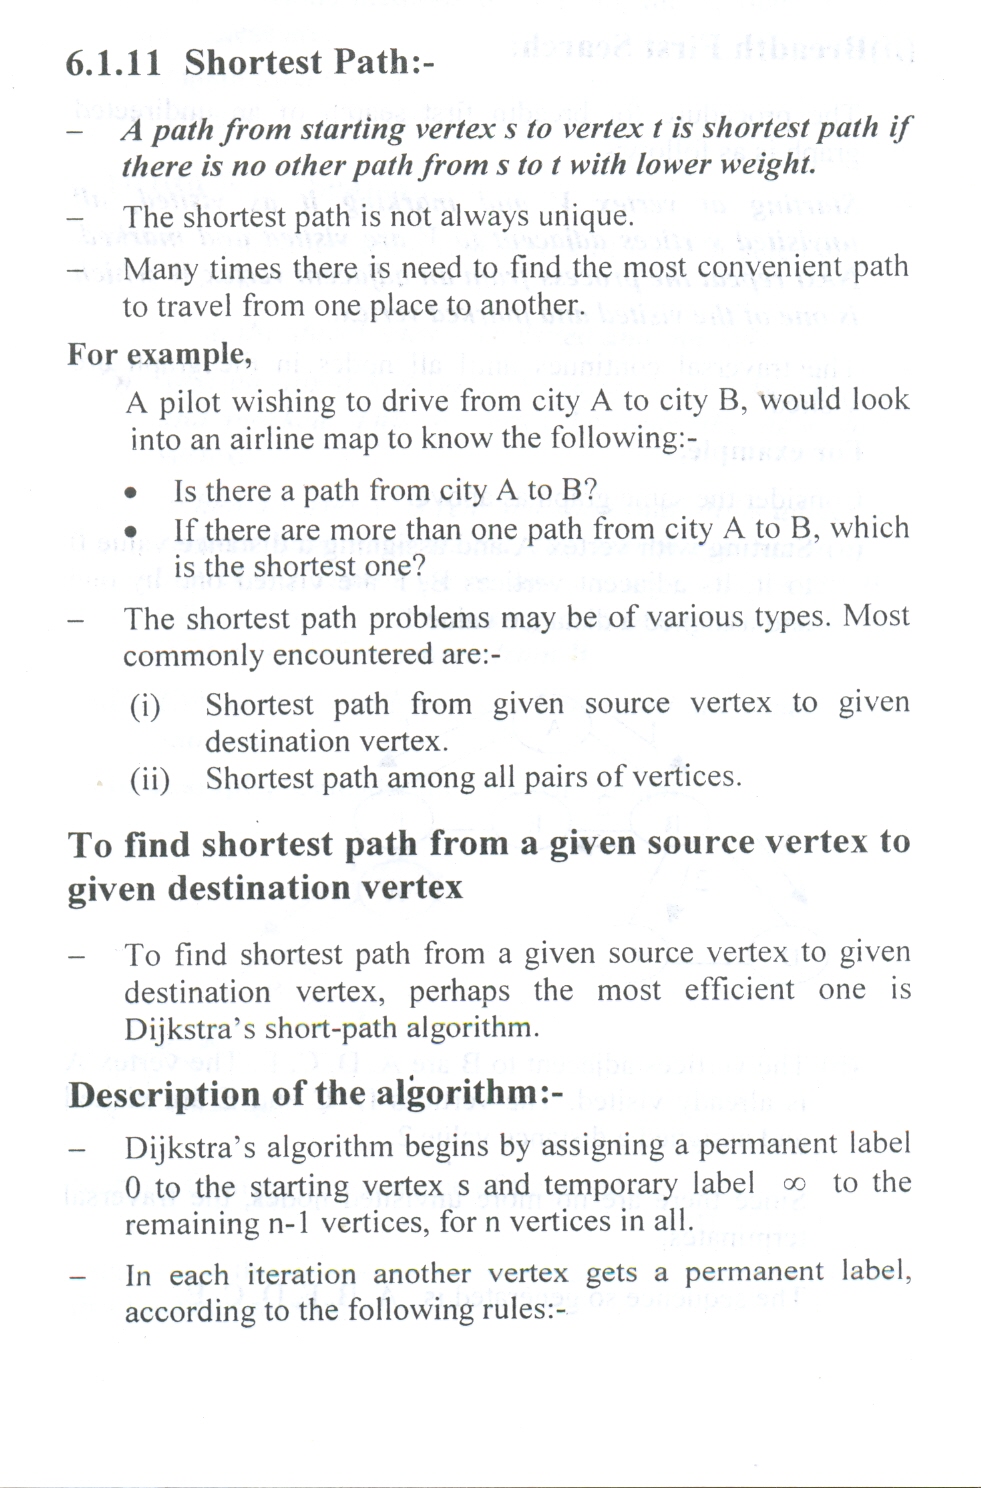 6.1.11 Shortest Path:-
– A path from starting vertex s to vertex t is shortest path if
there is no other path from s to t with lower weight.
– The shortest path is not always unique.
– Many times there is need to find the most convenient path
to travel from one place to another.
For example,
A pilot wishing to drive from city A to city B, would look
into an airline map to know the following:-
• Is there a path from city A to B?
• If there are more than one path from city A to B, which
is the shortest one?
– The shortest path problems may be of various types. Most
commonly encountered are:-
(i) Shortest path from given source vertex to given
destination vertex.
(ii) Shortest path among all pairs of vertices.
To find shortest path from a given source vertex to
given destination vertex
– To find shortest path from a given source vertex to given
destination vertex, perhaps the most efficient one is
Dijkstra's short-path algorithm.
Description of the algorithm:-
– Dijkstra's algorithm begins by assigning a permanent label
0 to the starting vertex s and temporary label ∞ to the
remaining n-1 vertices, for n vertices in all.
– In each iteration another vertex gets a permanent label,
according to the following rules:-